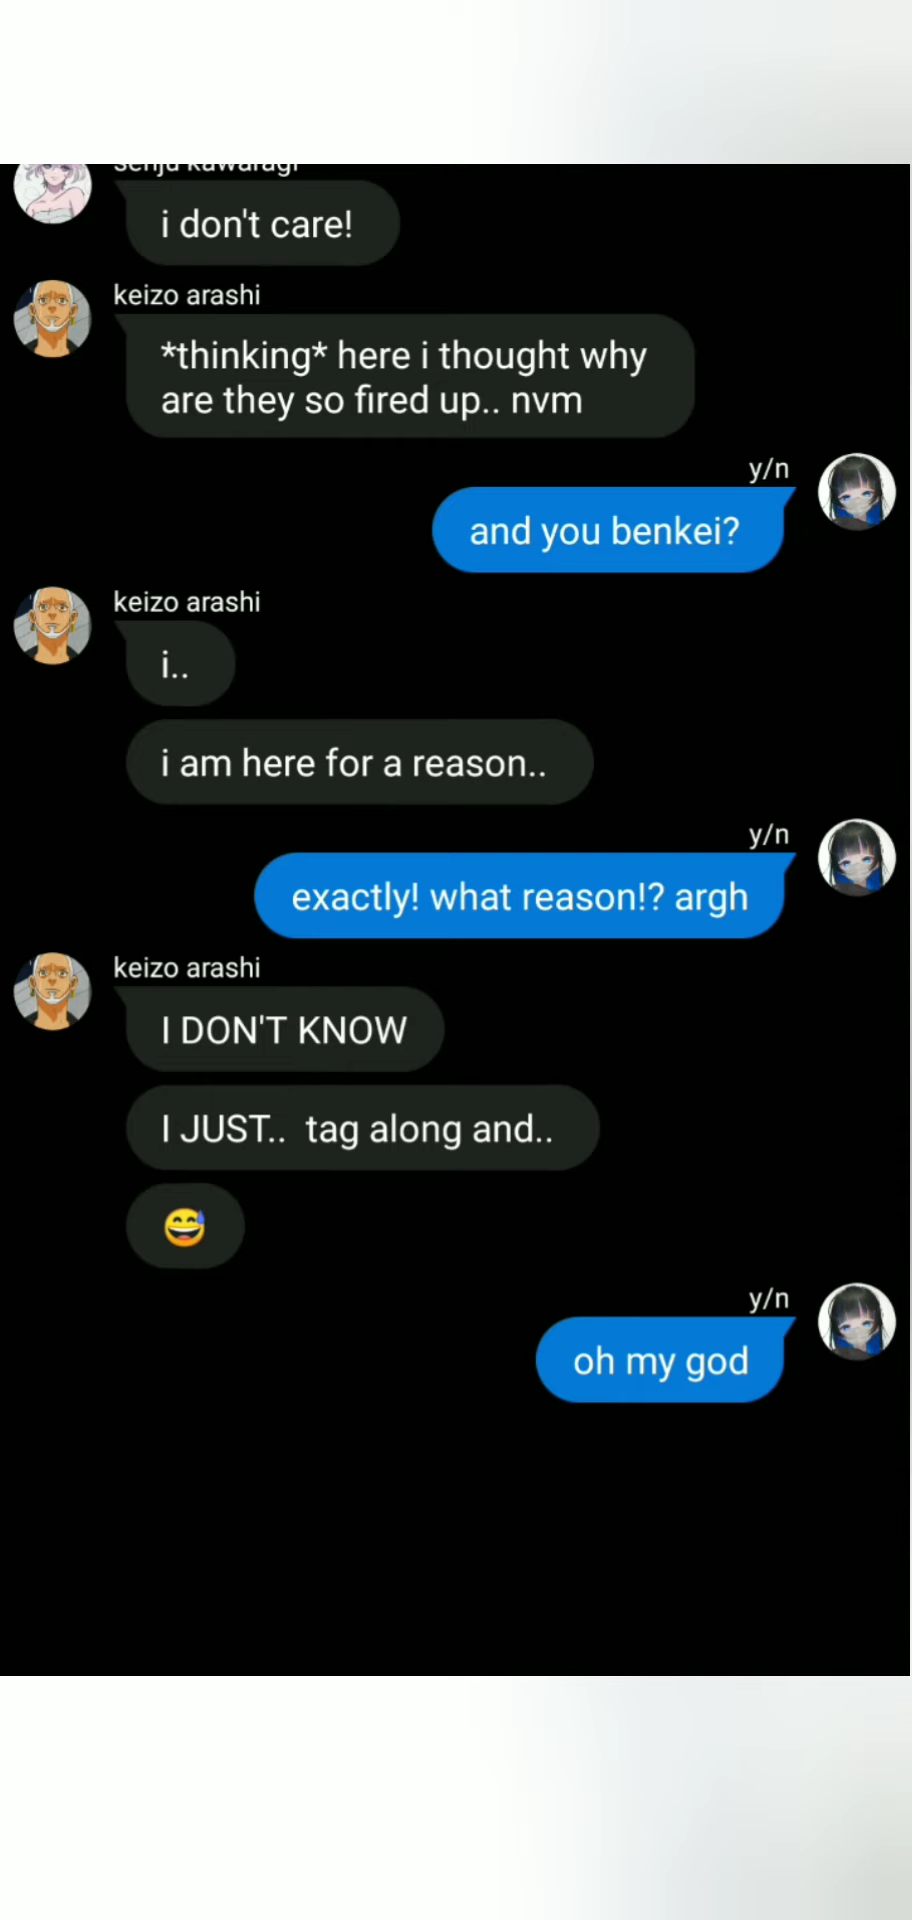 senju kawaragi
i don't care!
keizo arashi
*thinking* here i thought why
are they so fired up.. nvm
y/n
and you benkei?
keizo arashi
i..
i am here for a reason..
y/n
exactly! what reason!? argh
keizo arashi
I DON'T KNOW
I JUST..  tag along and..
😅
y/n
oh my god